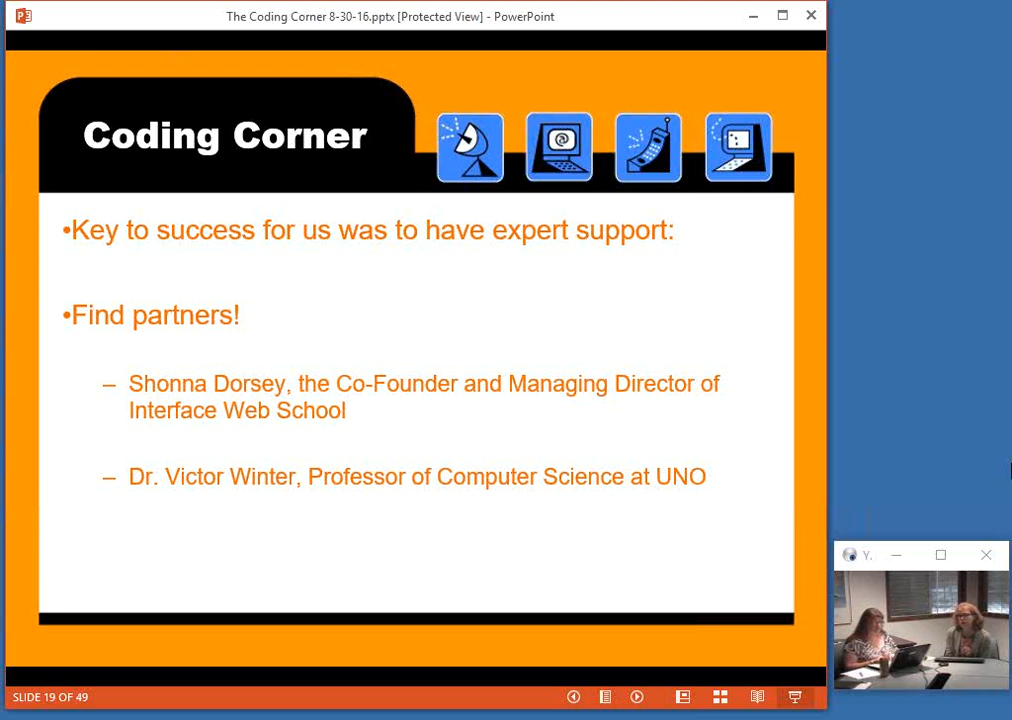 The Coding Corner 8-30-16.pptx [Protected View] - PowerPoint
Coding Corner
•Key to success for us was to have expert support:
•Find partners!
– Shonna Dorsey, the Co-Founder and Managing Director of
Interface Web School
– Dr. Victor Winter, Professor of Computer Science at UNO
Y.
SLIDE 19 OF 49